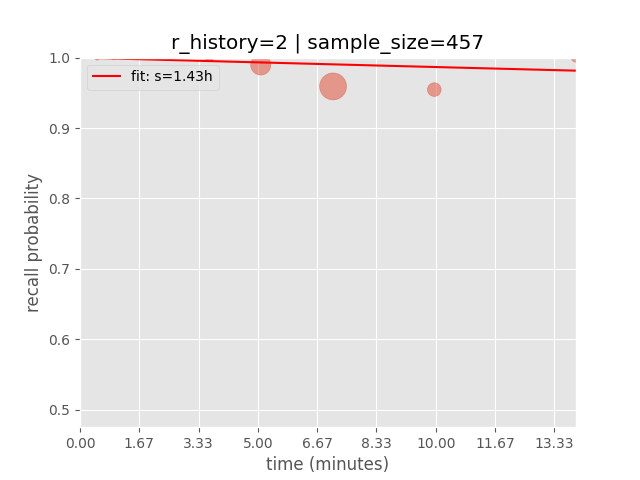 r_history=2 | sample_size=457
fit: s=1.43h
recall probability
1.0
0.9
0.8
0.7
0.6
0.5
0.00 1.67 3.33 5.00 6.67 8.33 10.00 11.67 13.33
time (minutes)